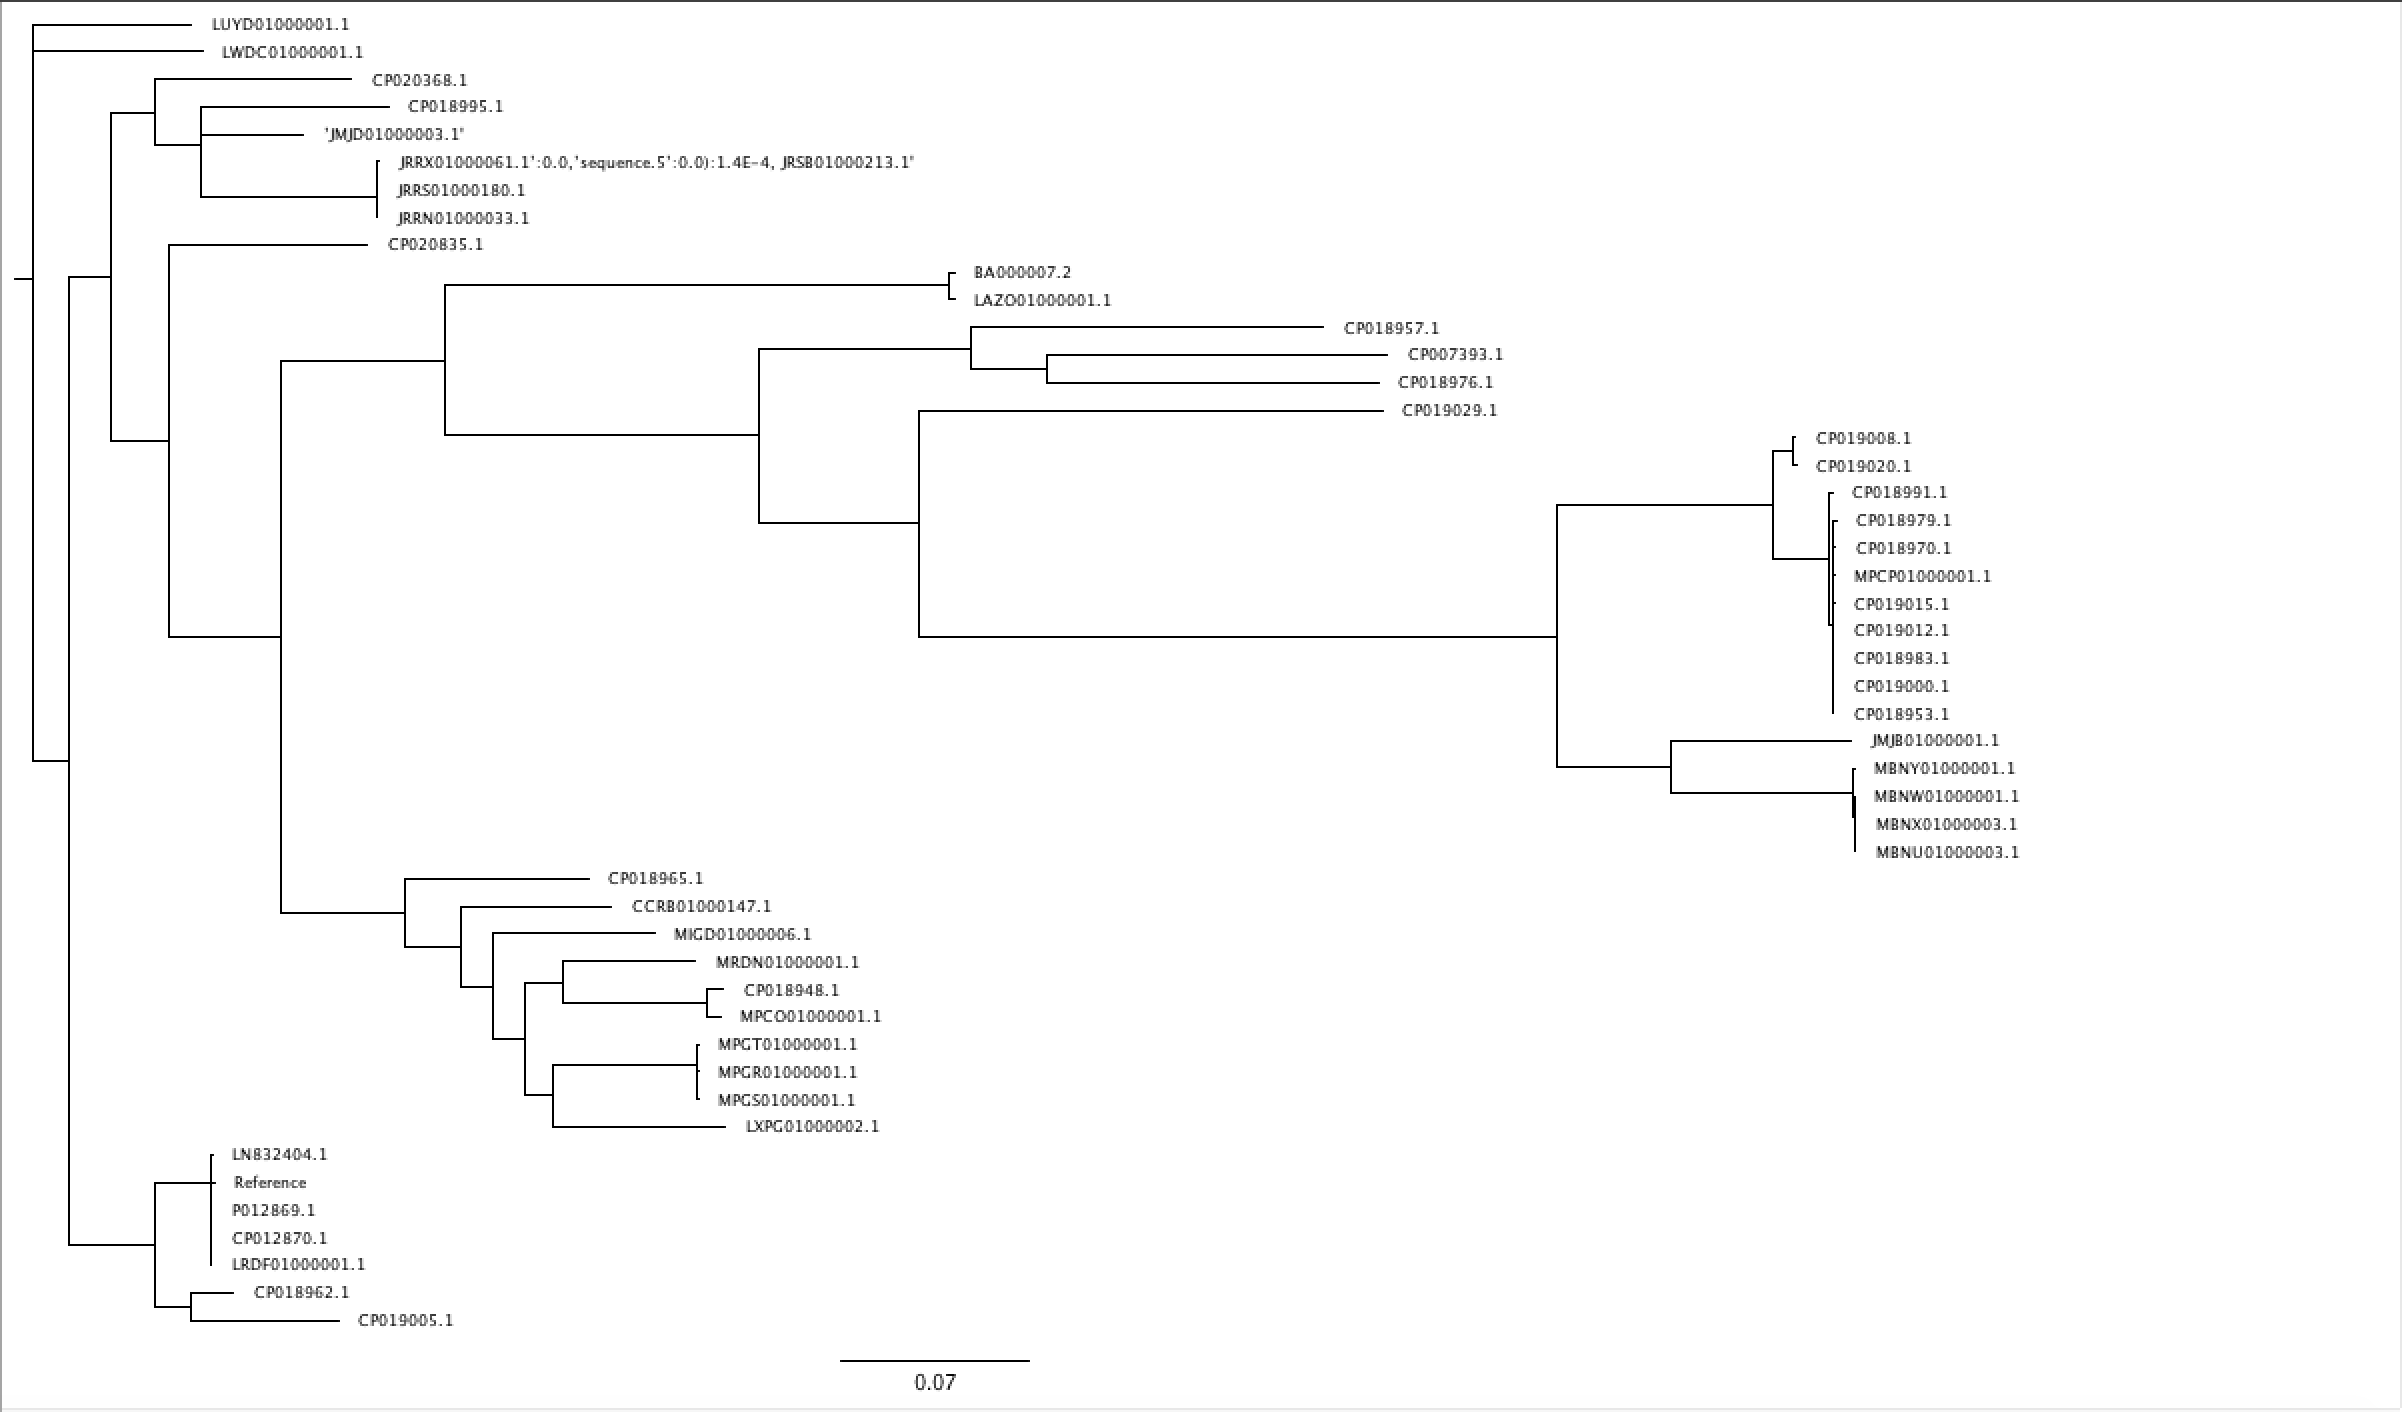 LUYD01000001.1
LWDC01000001.1
CP020368.1
CP018995.1
'JMJD01000003.1'
JRRX01000061.1':0.0,'sequence.5':0.0):1.4E-4, JRSB01000213.1'
JRRS01000180.1
JRRN01000033.1
CP020835.1
BA000007.2
LAZO01000001.1
CP018957.1
CP007393.1
CP018976.1
CP019029.1
CP019008.1
CP019020.1
CP018991.1
CP018979.1
CP018970.1
MPCP01000001.1
CP019015.1
CP019012.1
CP018983.1
CP019000.1
CP018953.1
JMJB01000001.1
MBNY01000001.1
MBNW01000001.1
MBNX01000003.1
MBNU01000003.1
CP018965.1
CCRB01000147.1
MIGD01000006.1
MRDN01000001.1
CP018948.1
MPCO01000001.1
MPGT01000001.1
MPGR01000001.1
MPGS01000001.1
LXPG01000002.1
LN832404.1
Reference
P012869.1
CP012870.1
LRDF01000001.1
CP018962.1
CP019005.1
0.07